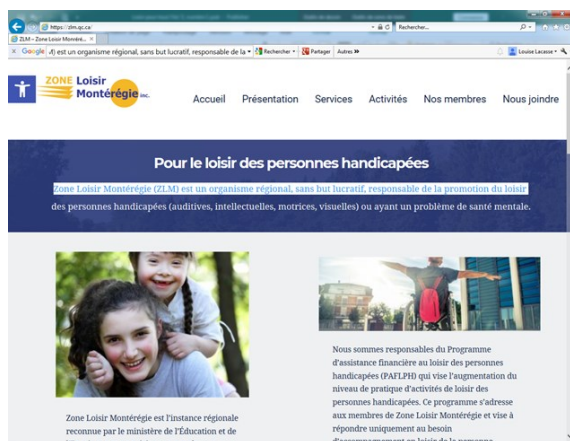 https://zlm.qc.ca/
Rechercher...
ZLM – Zone Loisir Montéré...
Google
est un organisme régional, sans but lucratif, responsable de la
Rechercher
Partager
Autres »
Louise Lacasse
ZONE Loisir
Montérégie inc.
Accueil Présentation Services Activités Nos membres Nous joindre
Pour le loisir des personnes handicapées
Zone Loisir Montérégie (ZLM) est un organisme régional, sans but lucratif, responsable de la promotion du loisir
des personnes handicapées (auditives, intellectuelles, motrices, visuelles) ou ayant un problème de santé mentale.
Zone Loisir Montérégie est l'instance régionale
reconnue par le ministère de l'Éducation et de
Nous sommes responsables du Programme
d'assistance financière au loisir des personnes
handicapées (PAFLPH) qui vise l'augmentation du
niveau de pratique d'activités de loisir des
personnes handicapées. Ce programme s'adresse
aux membres de Zone Loisir Montérégie et vise à
répondre uniquement au besoin
d'accompagnement en loisir de la personne